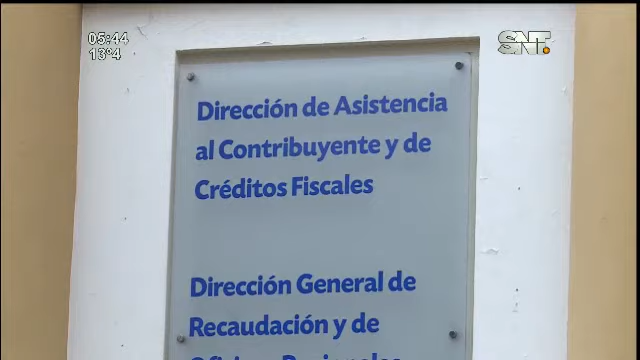 05:44
13°4
SNT
Dirección de Asistencia
al Contribuyente y de
Créditos Fiscales
Dirección General de
Recaudación y de